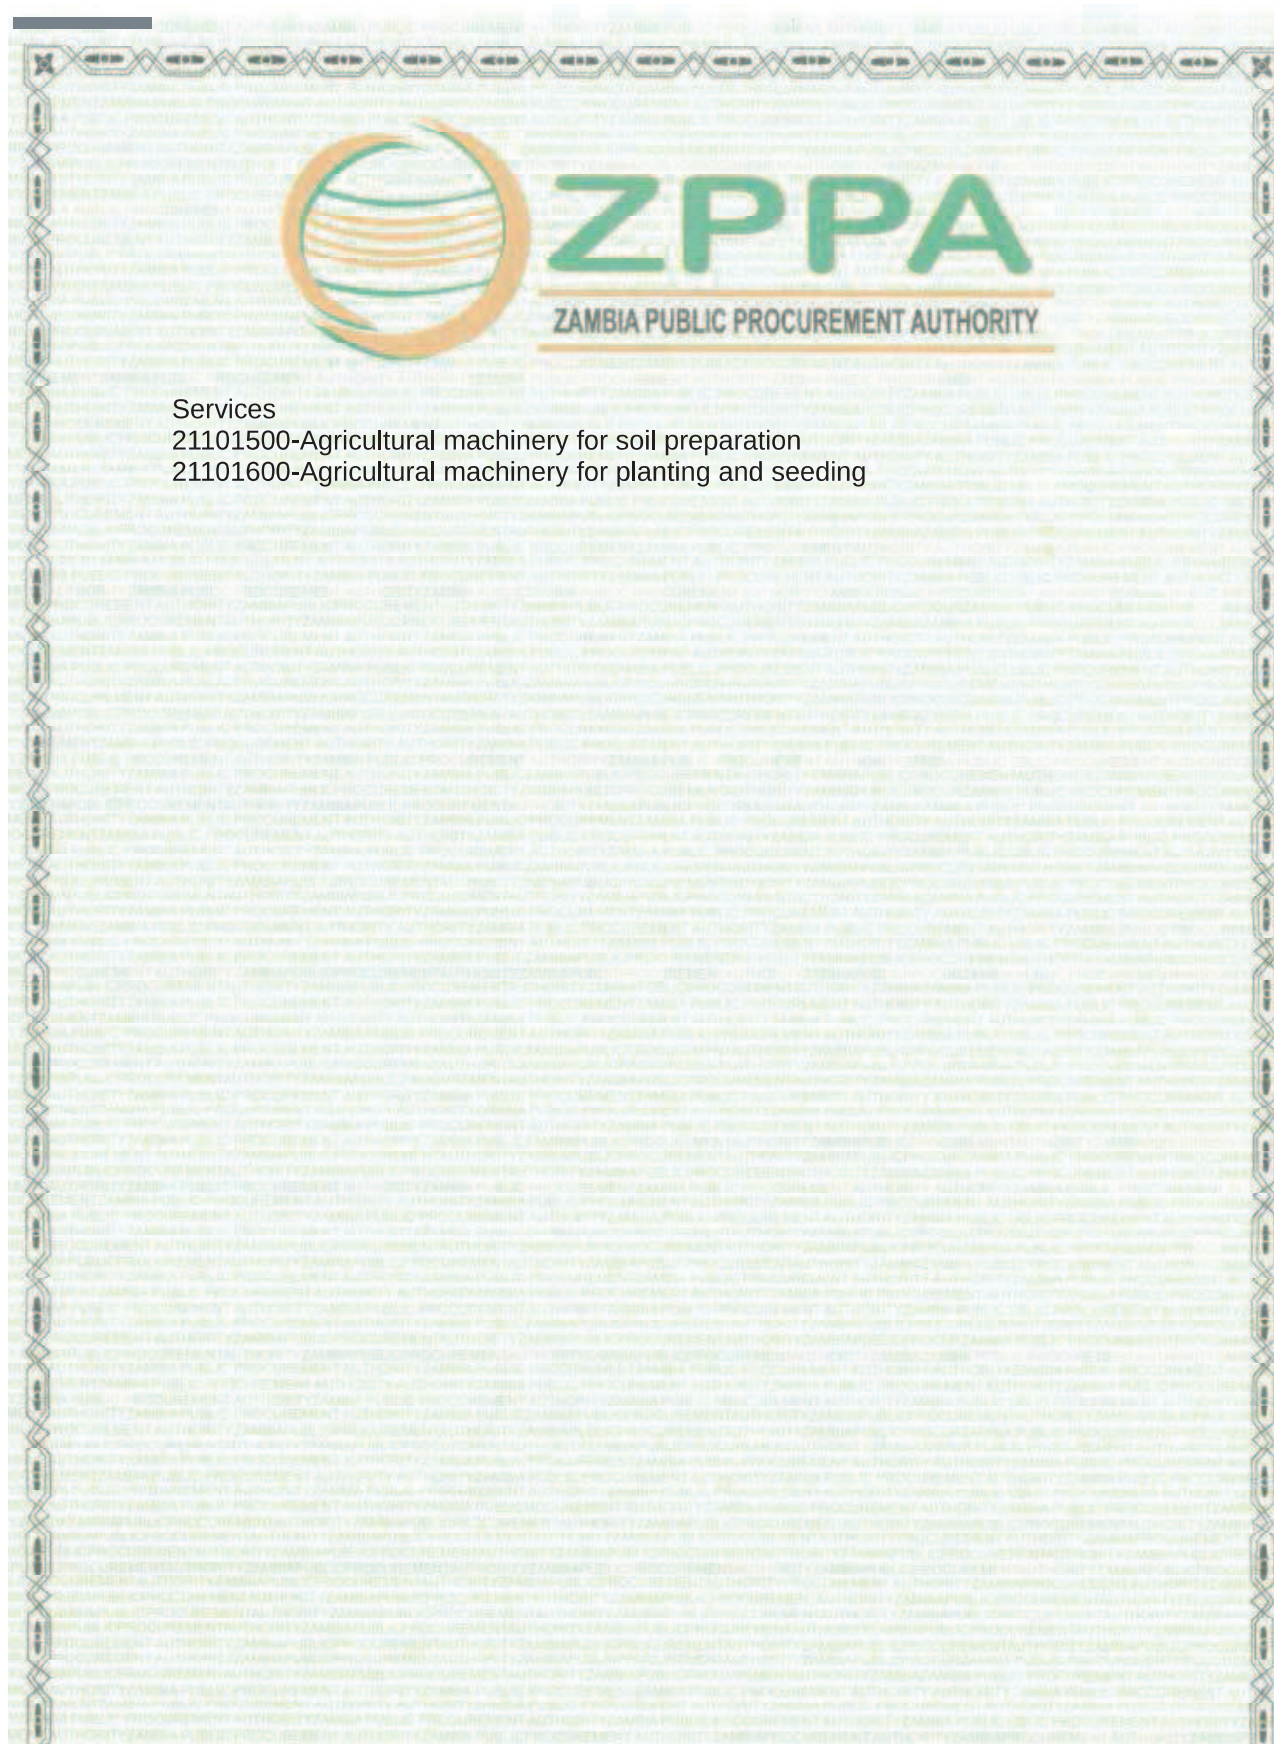 ZPPA
ZAMBIA PUBLIC PROCUREMENT AUTHORITY
Services
21101500-Agricultural machinery for soil preparation
21101600-Agricultural machinery for planting and seeding